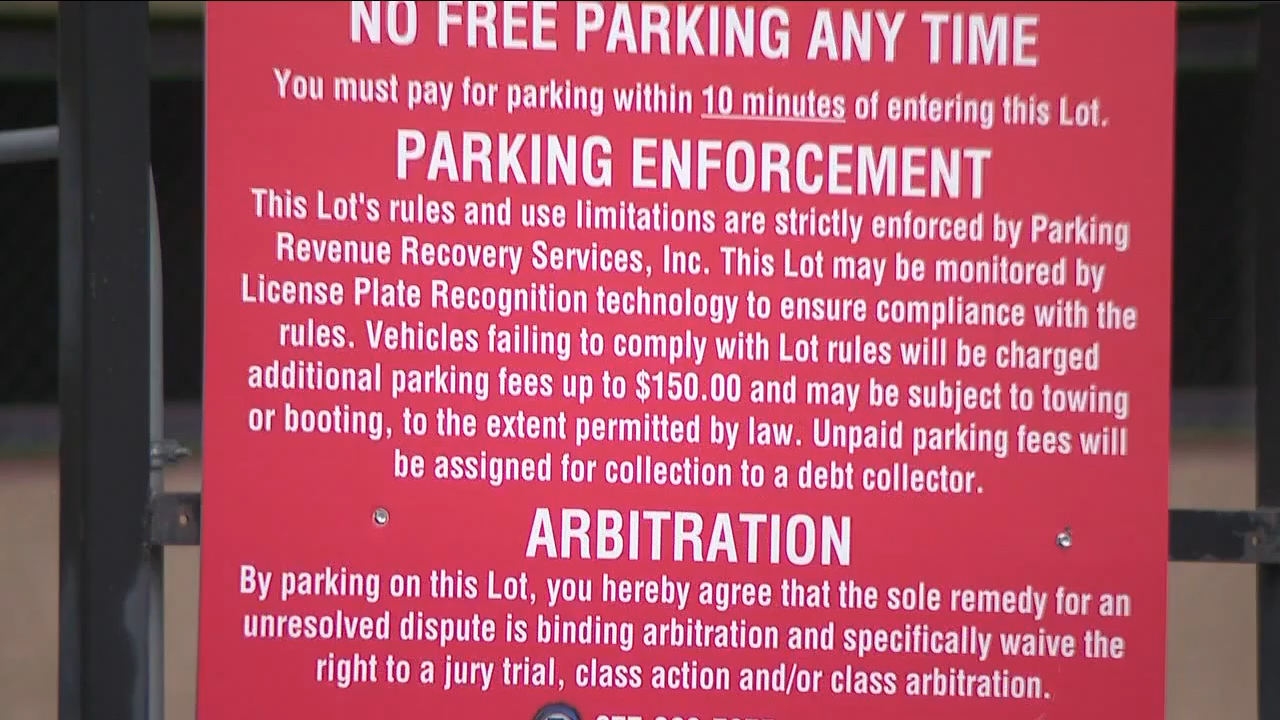 NO FREE PARKING ANY TIME
You must pay for parking within 10 minutes of entering this Lot.
PARKING ENFORCEMENT
This Lot's rules and use limitations are strictly enforced by Parking
Revenue Recovery Services, Inc. This Lot may be monitored by
License Plate Recognition technology to ensure compliance with the
rules. Vehicles failing to comply with Lot rules will be charged
additional parking fees up to $150.00 and may be subject to towing
or booting, to the extent permitted by law. Unpaid parking fees will
be assigned for collection to a debt collector.
ARBITRATION
By parking on this Lot, you hereby agree that the sole remedy for an
unresolved dispute is binding arbitration and specifically waive the
right to a jury trial, class action and/or class arbitration.